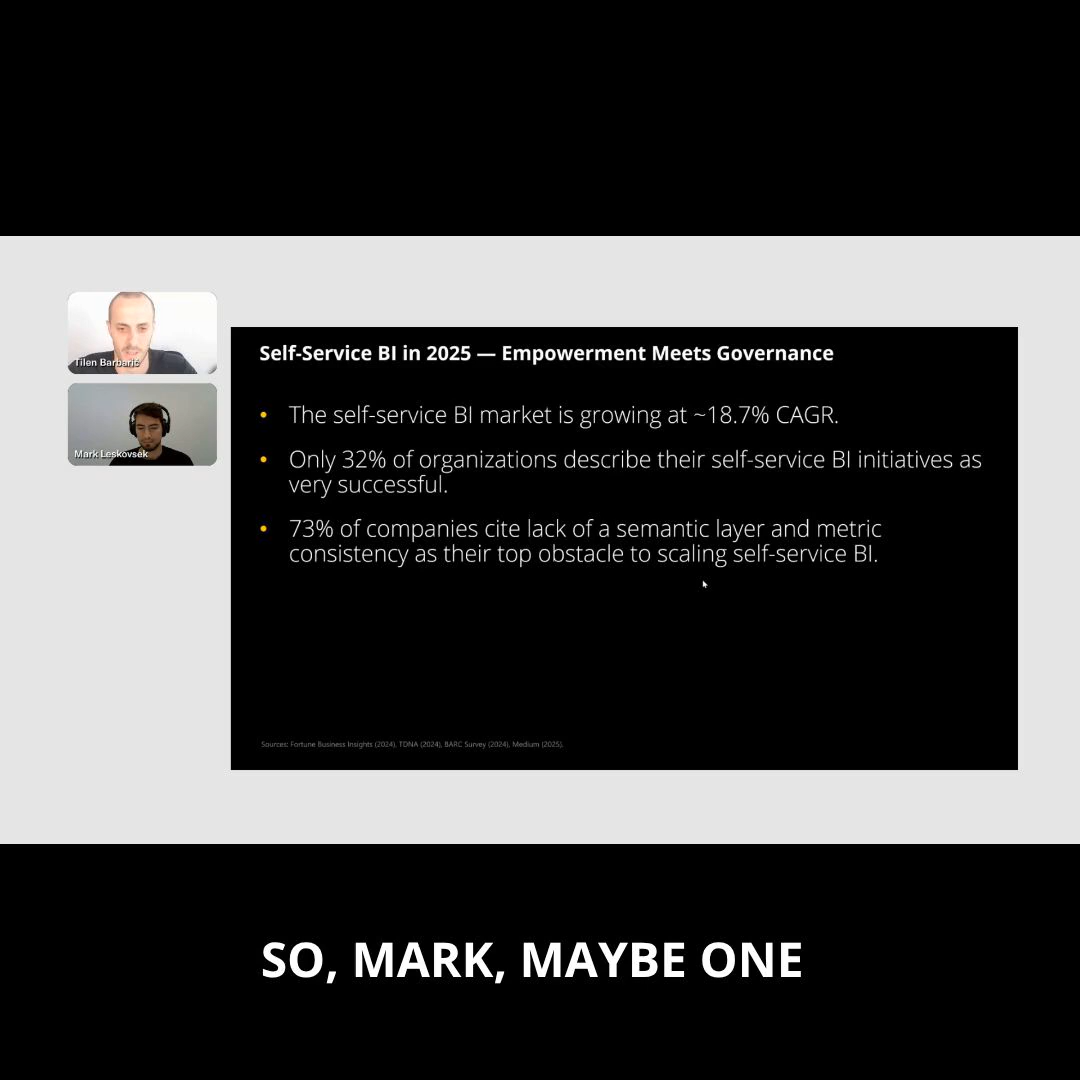 Tilen Barbarič
Mark Leskovsek
Self-Service BI in 2025 — Empowerment Meets Governance
• The self-service BI market is growing at ~18.7% CAGR.
• Only 32% of organizations describe their self-service BI initiatives as
very successful.
• 73% of companies cite lack of a semantic layer and metric
consistency as their top obstacle to scaling self-service BI.
Sources: Fortune Business Insights (2024), TDNA (2024), BARC Survey (2024), Medium (2025).
SO, MARK, MAYBE ONE